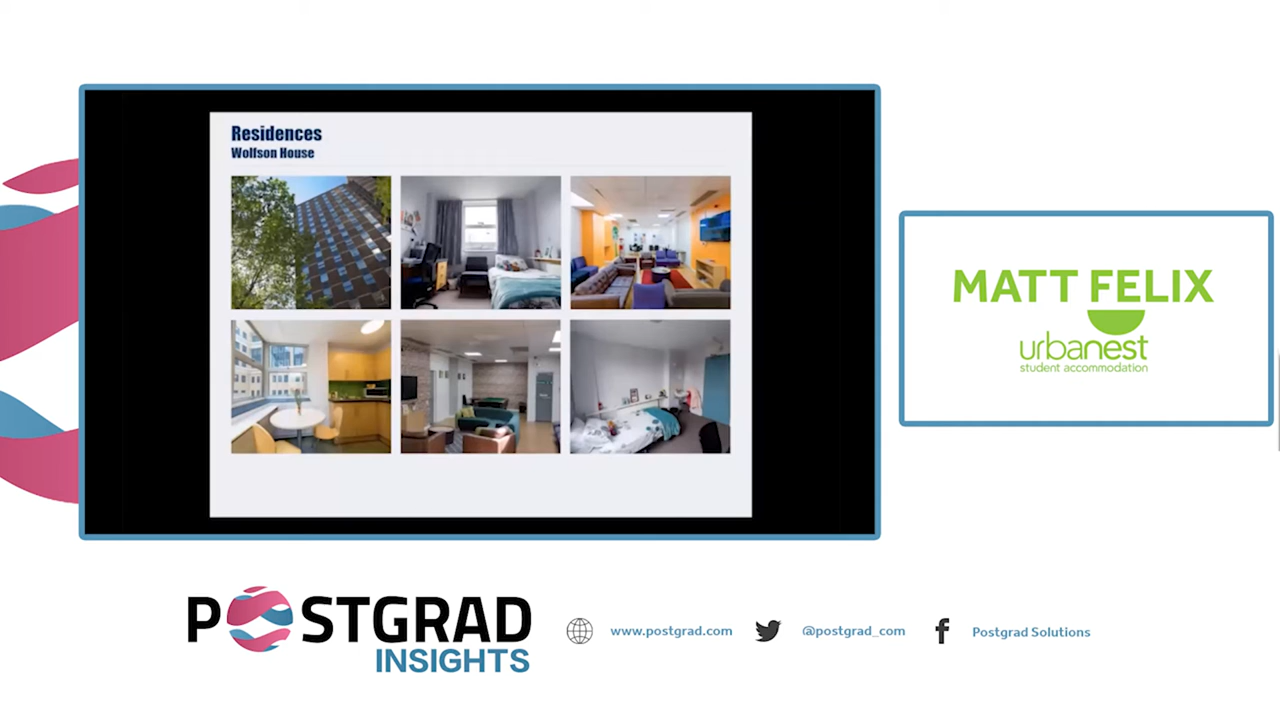 Residences
Wolfson House
MATT FELIX
urbanest
student accommodation
POSTGRAD
INSIGHTS
www.postgrad.com
@postgrad_com
Postgrad Solutions